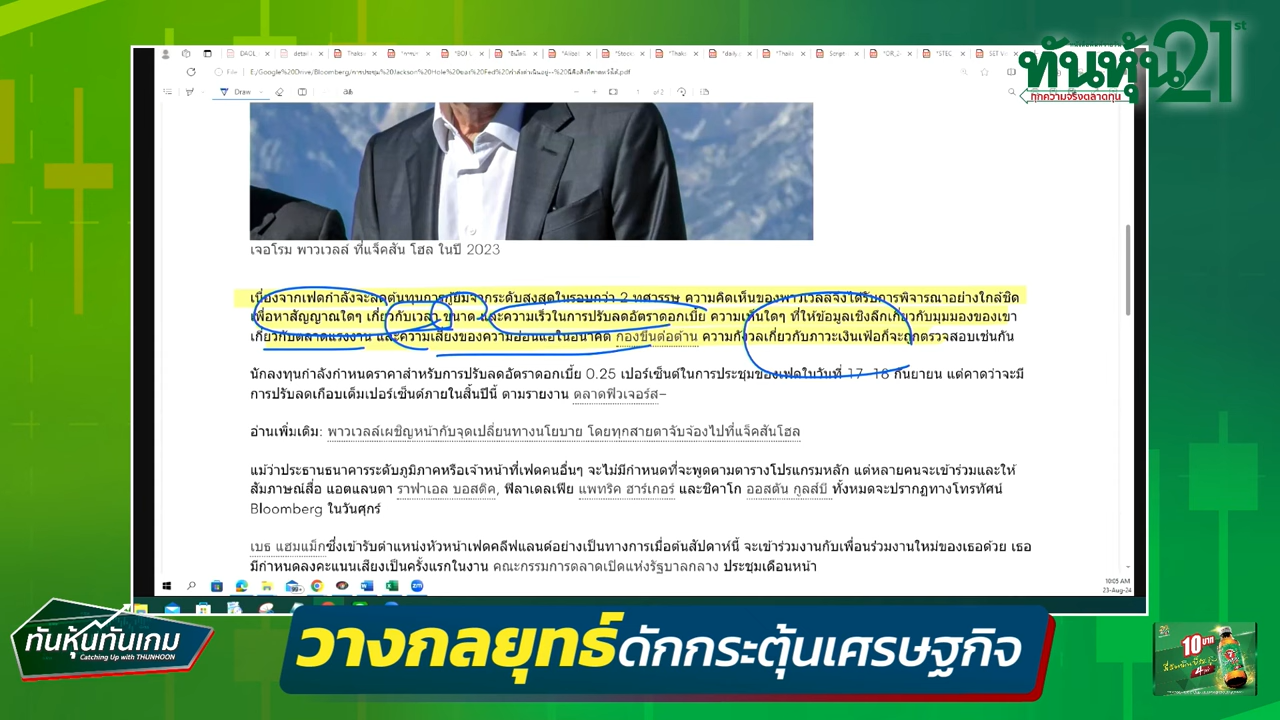 ทันหุ้น21st
ทุกความจริงตลาดทุน
Draw
เจอโรม พาวเวลล์ ที่แจ็คสัน โฮล ในปี 2023
เนื่องจากเฟดกำลังจะลดต้นทุนการกู้ยืมจากระดับสูงสุดในรอบกว่า 2 ทศวรรษ ความคิดเห็นของพาวเวลล์จึงได้รับการพิจารณาอย่างใกล้ชิด
เพื่อหาสัญญาณใดๆ เกี่ยวกับเวลา ขนาด และความเร็วในการปรับลดอัตราดอกเบี้ย ความเห็นใดๆ ที่ให้ข้อมูลเชิงลึกเกี่ยวกับมุมมองของเขา
เกี่ยวกับตลาดแรงงาน และความเสี่ยงของความอ่อนแอในอนาคต กองขึ้นต่อต้าน ความกังวลเกี่ยวกับภาวะเงินเฟ้อก็จะถูกตรวจสอบเช่นกัน
นักลงทุนกำลังกำหนดราคาสำหรับการปรับลดอัตราดอกเบี้ย 0.25 เปอร์เซ็นต์ในการประชุมของเฟดในวันที่ 17-18 กันยายน แต่คาดว่าจะมี
การปรับลดเกือบเต็มเปอร์เซ็นต์ภายในสิ้นปีนี้ ตามรายงาน ตลาดฟิวเจอร์ส–
อ่านเพิ่มเติม: พาวเวลล์เผชิญหน้ากับจุดเปลี่ยนทางนโยบาย โดยทุกสายตาจับจ้องไปที่แจ็คสันโฮล
แม้ว่าประธานธนาคารระดับภูมิภาคหรือเจ้าหน้าที่เฟดคนอื่นๆ จะไม่มีกำหนดที่จะพูดตามตารางโปรแกรมหลัก แต่หลายคนจะเข้าร่วมและให้
สัมภาษณ์สื่อ แอตแลนตา ราฟาเอล บอสติค, ฟิลาเดลเฟีย แพทริค ฮาร์เกอร์ และชิคาโก ออสตัน กูลส์บี ทั้งหมดจะปรากฏทางโทรทัศน์
Bloomberg ในวันศุกร์
เบธ แฮมแม็กซึ่งเข้ารับตำแหน่งหัวหน้าเฟดคลีฟแลนด์อย่างเป็นทางการเมื่อต้นสัปดาห์นี้ จะเข้าร่วมงานกับเพื่อนร่วมงานใหม่ของเธอด้วย เธอ
มีกำหนดลงคะแนนเสียงเป็นครั้งแรกในงาน คณะกรรมการตลาดเปิดแห่งรัฐบาลกลาง ประชุมเดือนหน้า
10:05 AM
23-Aug-24
ทันหุ้นทันเกม
Catching Up with THUNHOON
วางกลยุทธ์ดักกระตุ้นเศรษฐกิจ
10 บาท